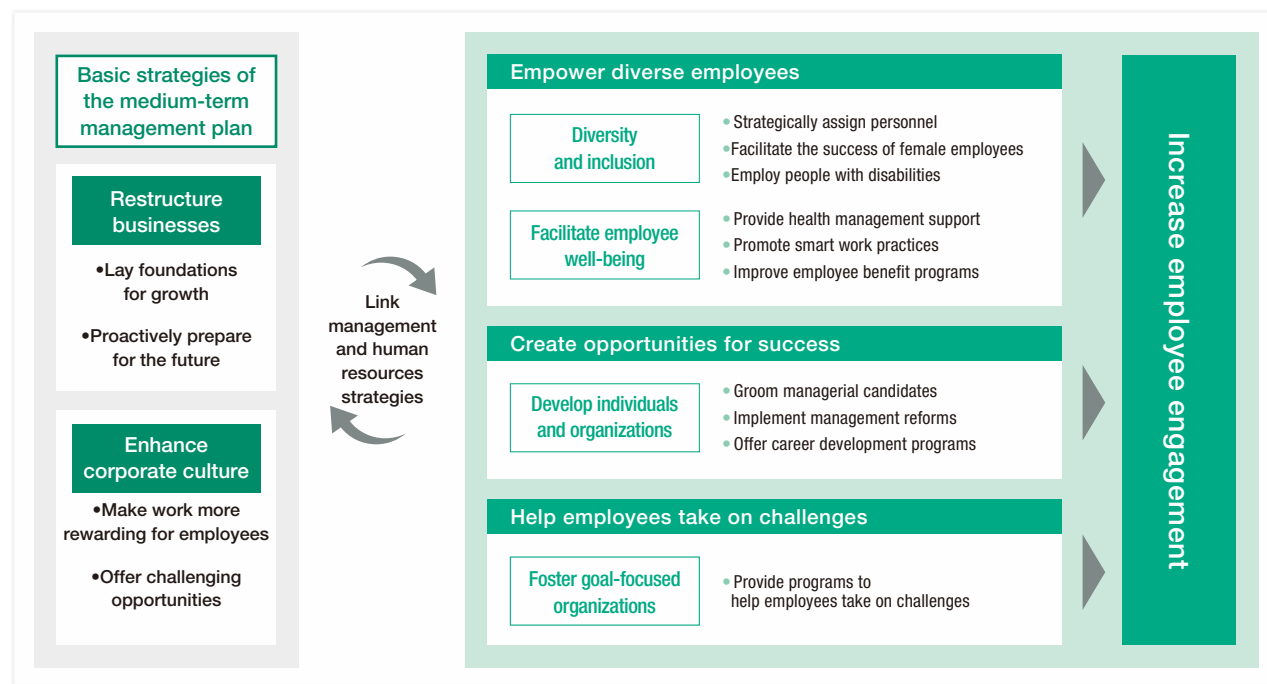 Basic strategies of
the medium-term
management plan
Restructure
businesses
•Lay foundations
for growth
•Proactively prepare
for the future
Enhance
corporate culture
•Make work more
rewarding for employees
•Offer challenging
opportunities
Link
management
and human
resources
strategies
Empower diverse employees
Diversity
and inclusion
•Strategically assign personnel
•Facilitate the success of female employees
•Employ people with disabilities
Facilitate employee
well-being
•Provide health management support
•Promote smart work practices
•Improve employee benefit programs
Create opportunities for success
Develop individuals
and organizations
•Groom managerial candidates
•Implement management reforms
•Offer career development programs
Help employees take on challenges
Foster goal-focused
organizations
•Provide programs to
help employees take on challenges
Increase employee engagement